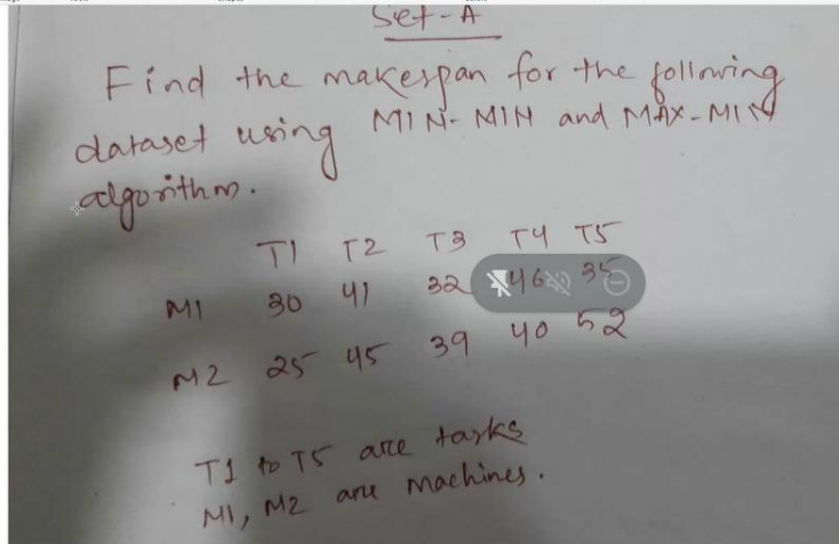 Set-A
Find the makespan for the following
dataset using MIN-MIN and MAX-MIN
algorithm.
T1 T2 T3 T4 T5
M1 30 41 32 46 35
M2 25 45 39 40 52
T1 to T5 are tasks
M1, M2 are machines.